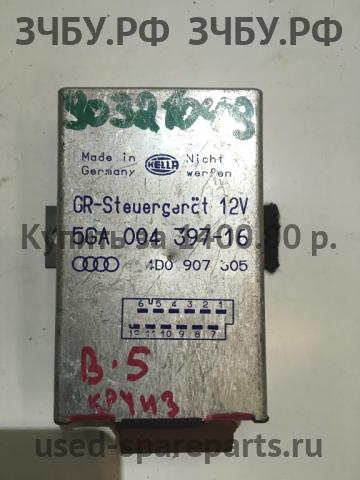 ЗЧБУ.РФ ЗЧБУ.РФ
Made in HELLA Nicht
Germany werfen
GR-Steuergerät 12V
5GA 004 397-16
4D0 907 305
6 5 4 3 2 1
12 11 10 9 8 7
B.5
КРУИЗ
used-spareparts.ru